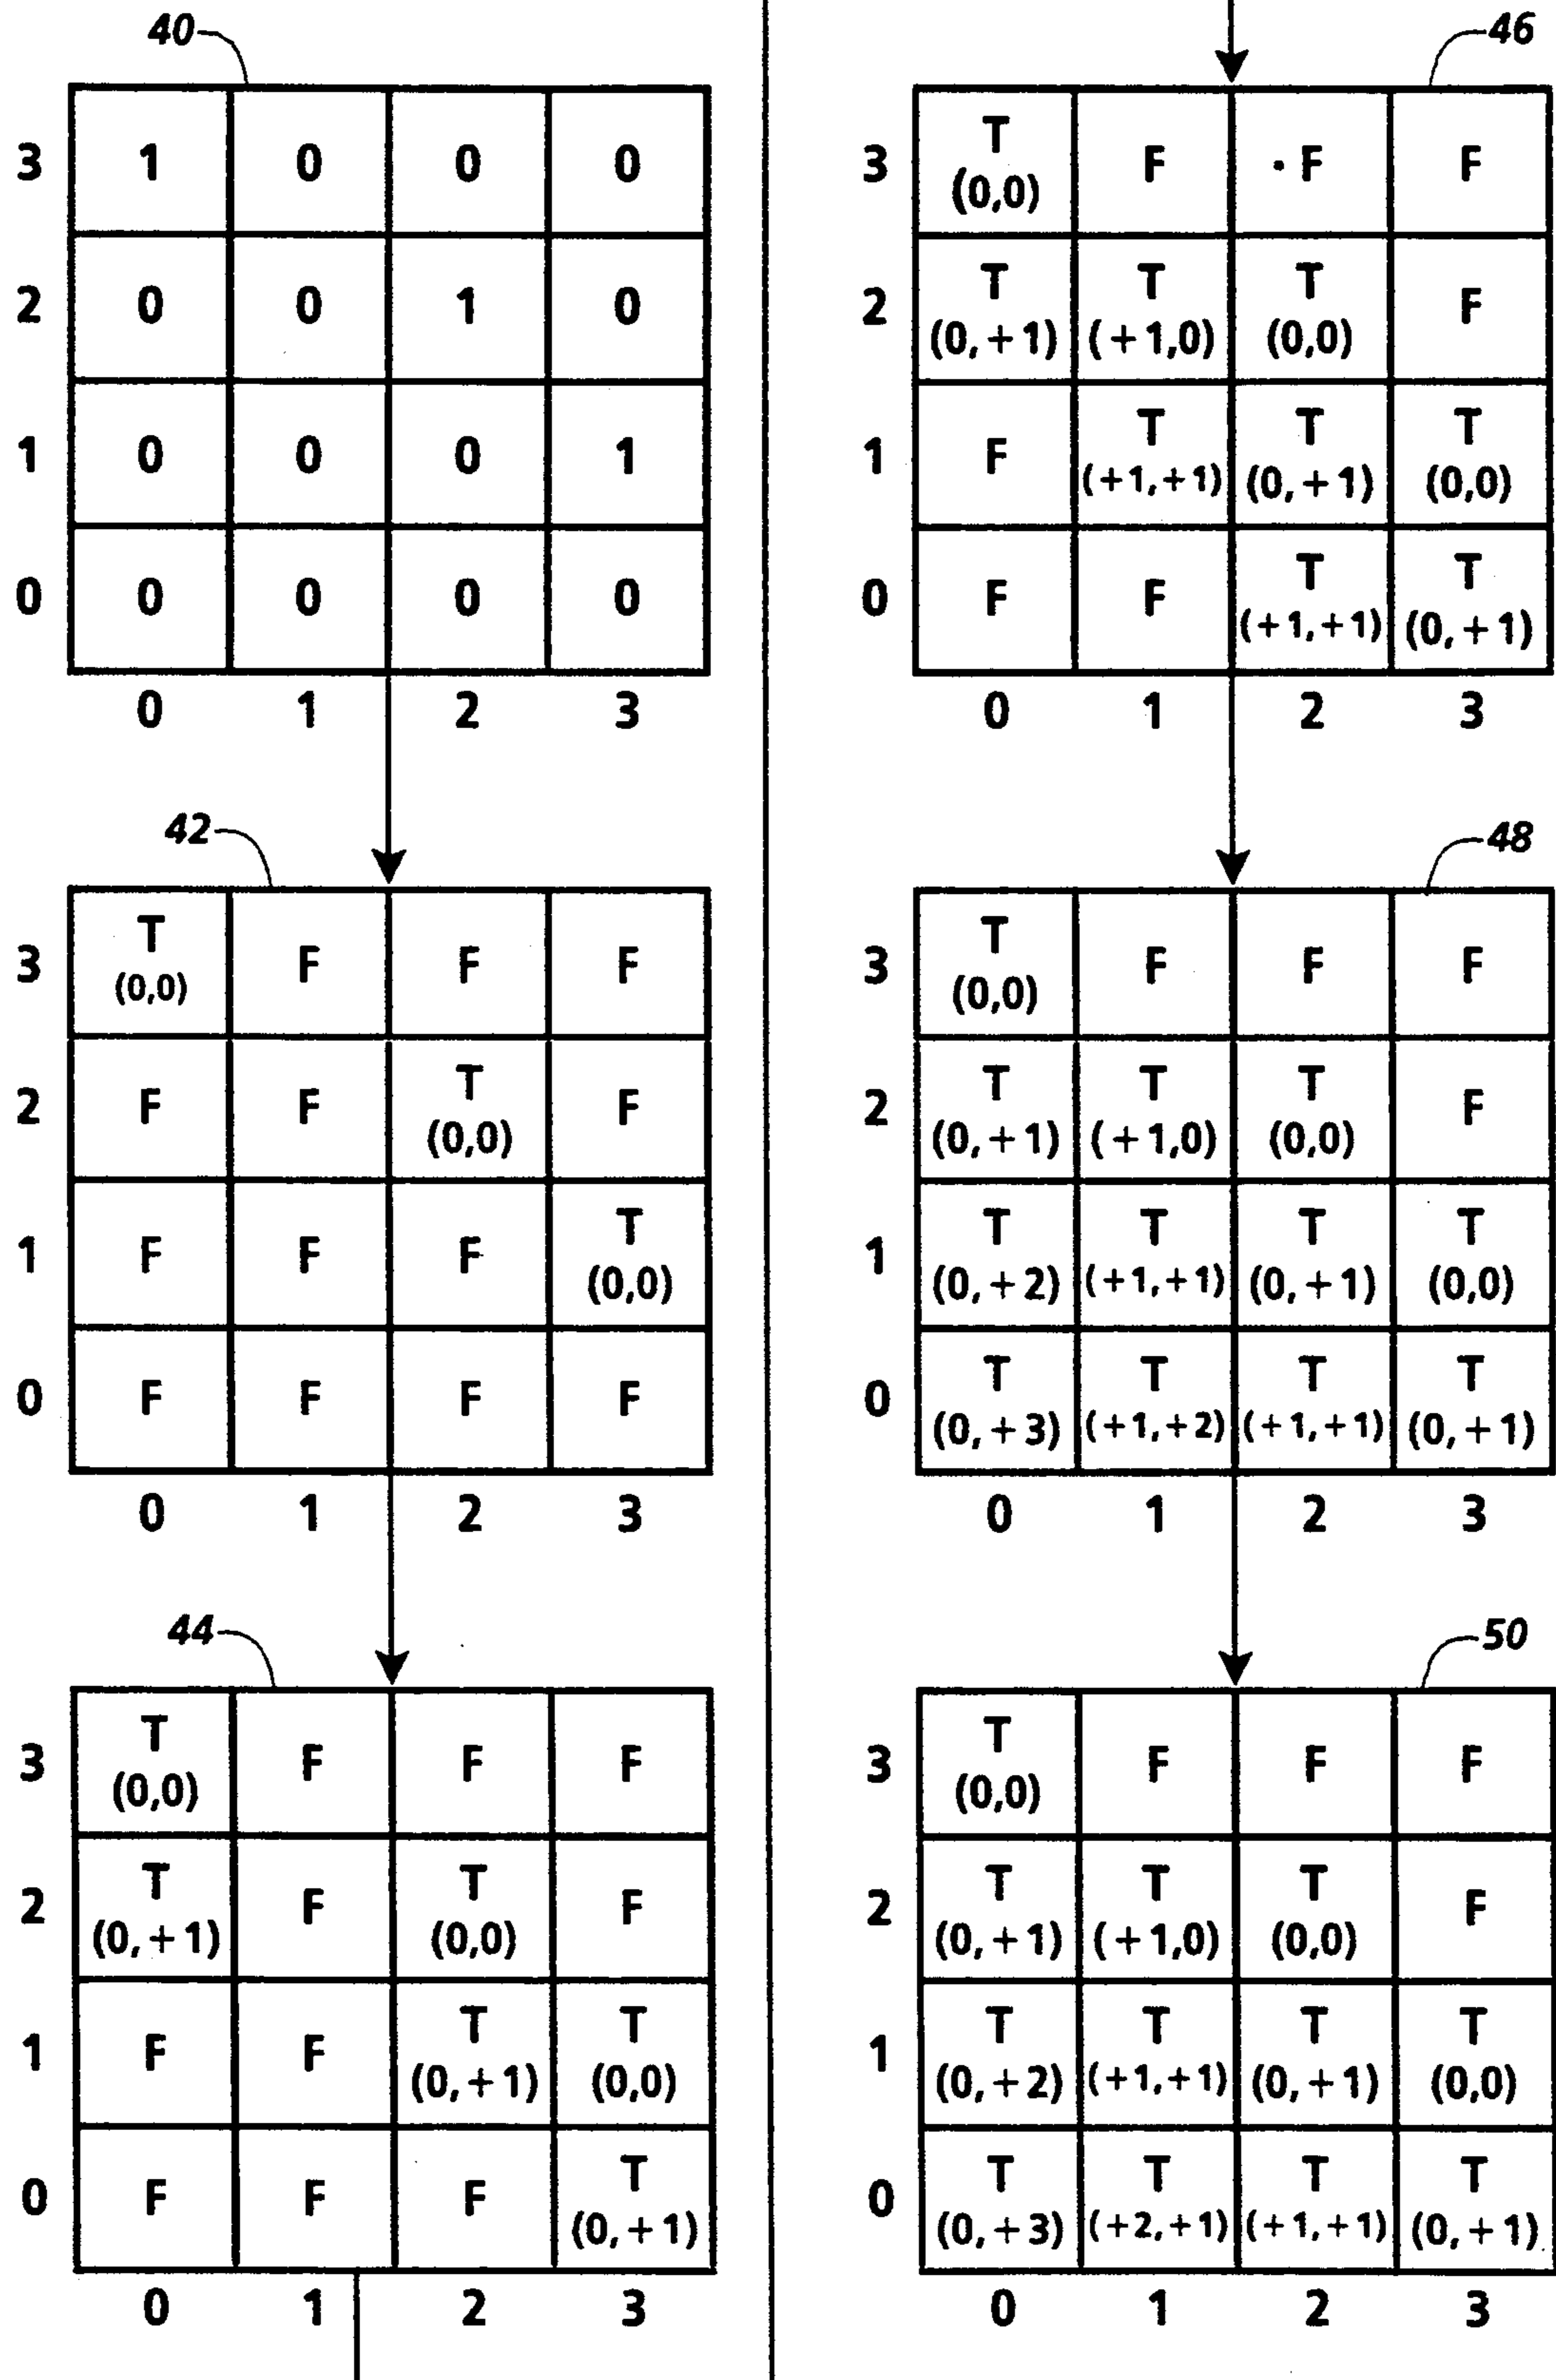 40
3 1 0 0 0
2 0 0 1 0
1 0 0 0 1
0 0 0 0 0
0 1 2 3
42
3 T F F F
(0,0)
2 F F T F
(0,0)
1 F F F T
(0,0)
0 F F F F
0 1 2 3
44
3 T F F F
(0,0)
2 T F T F
(0,+1) (0,0)
1 F F T T
(0,+1) (0,0)
0 F F F T
(0,+1)
0 1 2 3
46
3 T F F F
(0,0)
2 T T T F
(0,+1) (+1,0) (0,0)
1 F T T T
(+1,+1) (0,+1) (0,0)
0 F F T T
(+1,+1) (0,+1)
0 1 2 3
48
3 T F F F
(0,0)
2 T T T F
(0,+1) (+1,0) (0,0)
1 T T T T
(0,+2) (+1,+1) (0,+1) (0,0)
0 T T T T
(0,+3) (+1,+2) (+1,+1) (0,+1)
0 1 2 3
50
3 T F F F
(0,0)
2 T T T F
(0,+1) (+1,0) (0,0)
1 T T T T
(0,+2) (+1,+1) (0,+1) (0,0)
0 T T T T
(0,+3) (+2,+1) (+1,+1) (0,+1)
0 1 2 3